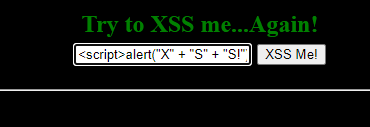 Try to XSS me...Again!
<script>alert("X" + "S" + "S!" XSS Me!